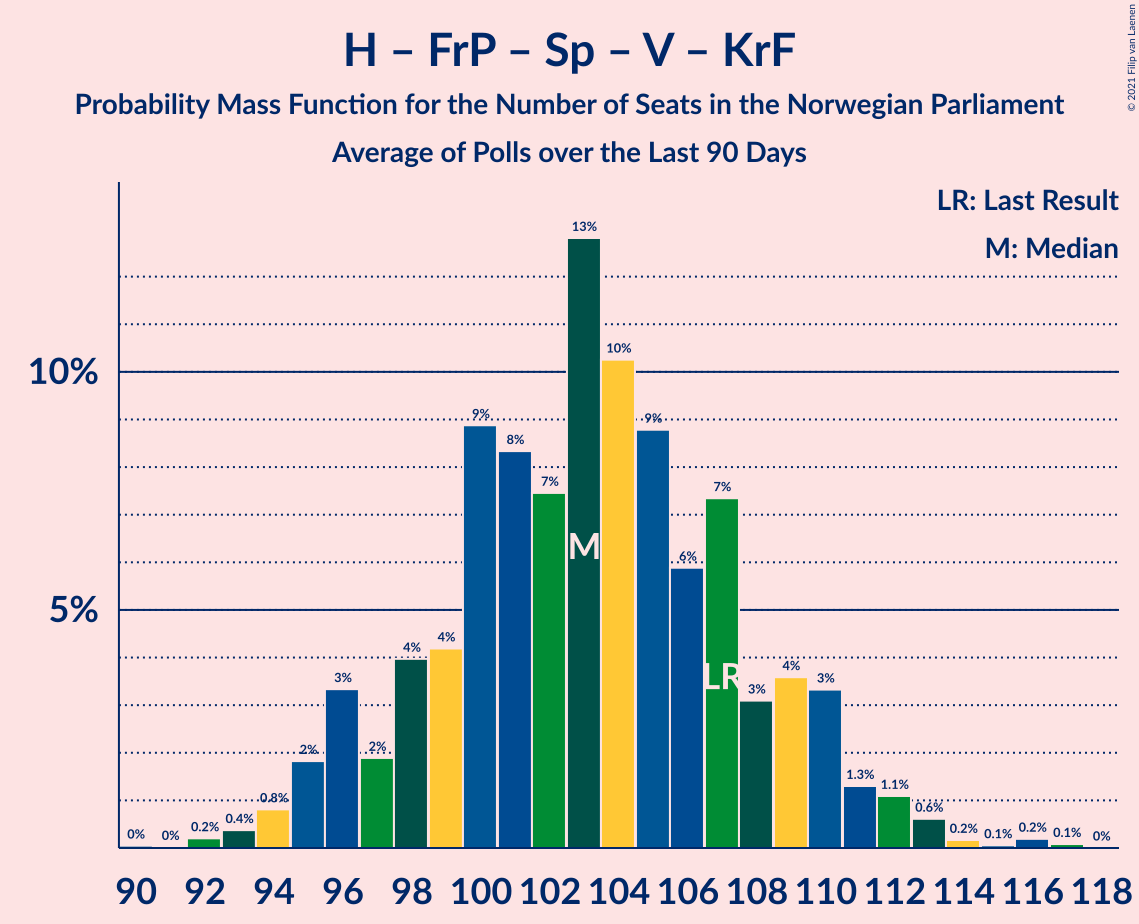 H – FrP – Sp – V – KrF
Probability Mass Function for the Number of Seats in the Norwegian Parliament
Average of Polls over the Last 90 Days
© 2021 Filip van Laenen
LR: Last Result
M: Median
10%
5%
0% 0% 0.2% 0.4% 0.8% 2% 3% 2% 4% 4% 9% 8% 7% 13% 10% 9% 6% 7% 3% 4% 3% 1.3% 1.1% 0.6% 0.2% 0.1% 0.2% 0.1% 0%
M
LR
90 92 94 96 98 100 102 104 106 108 110 112 114 116 118